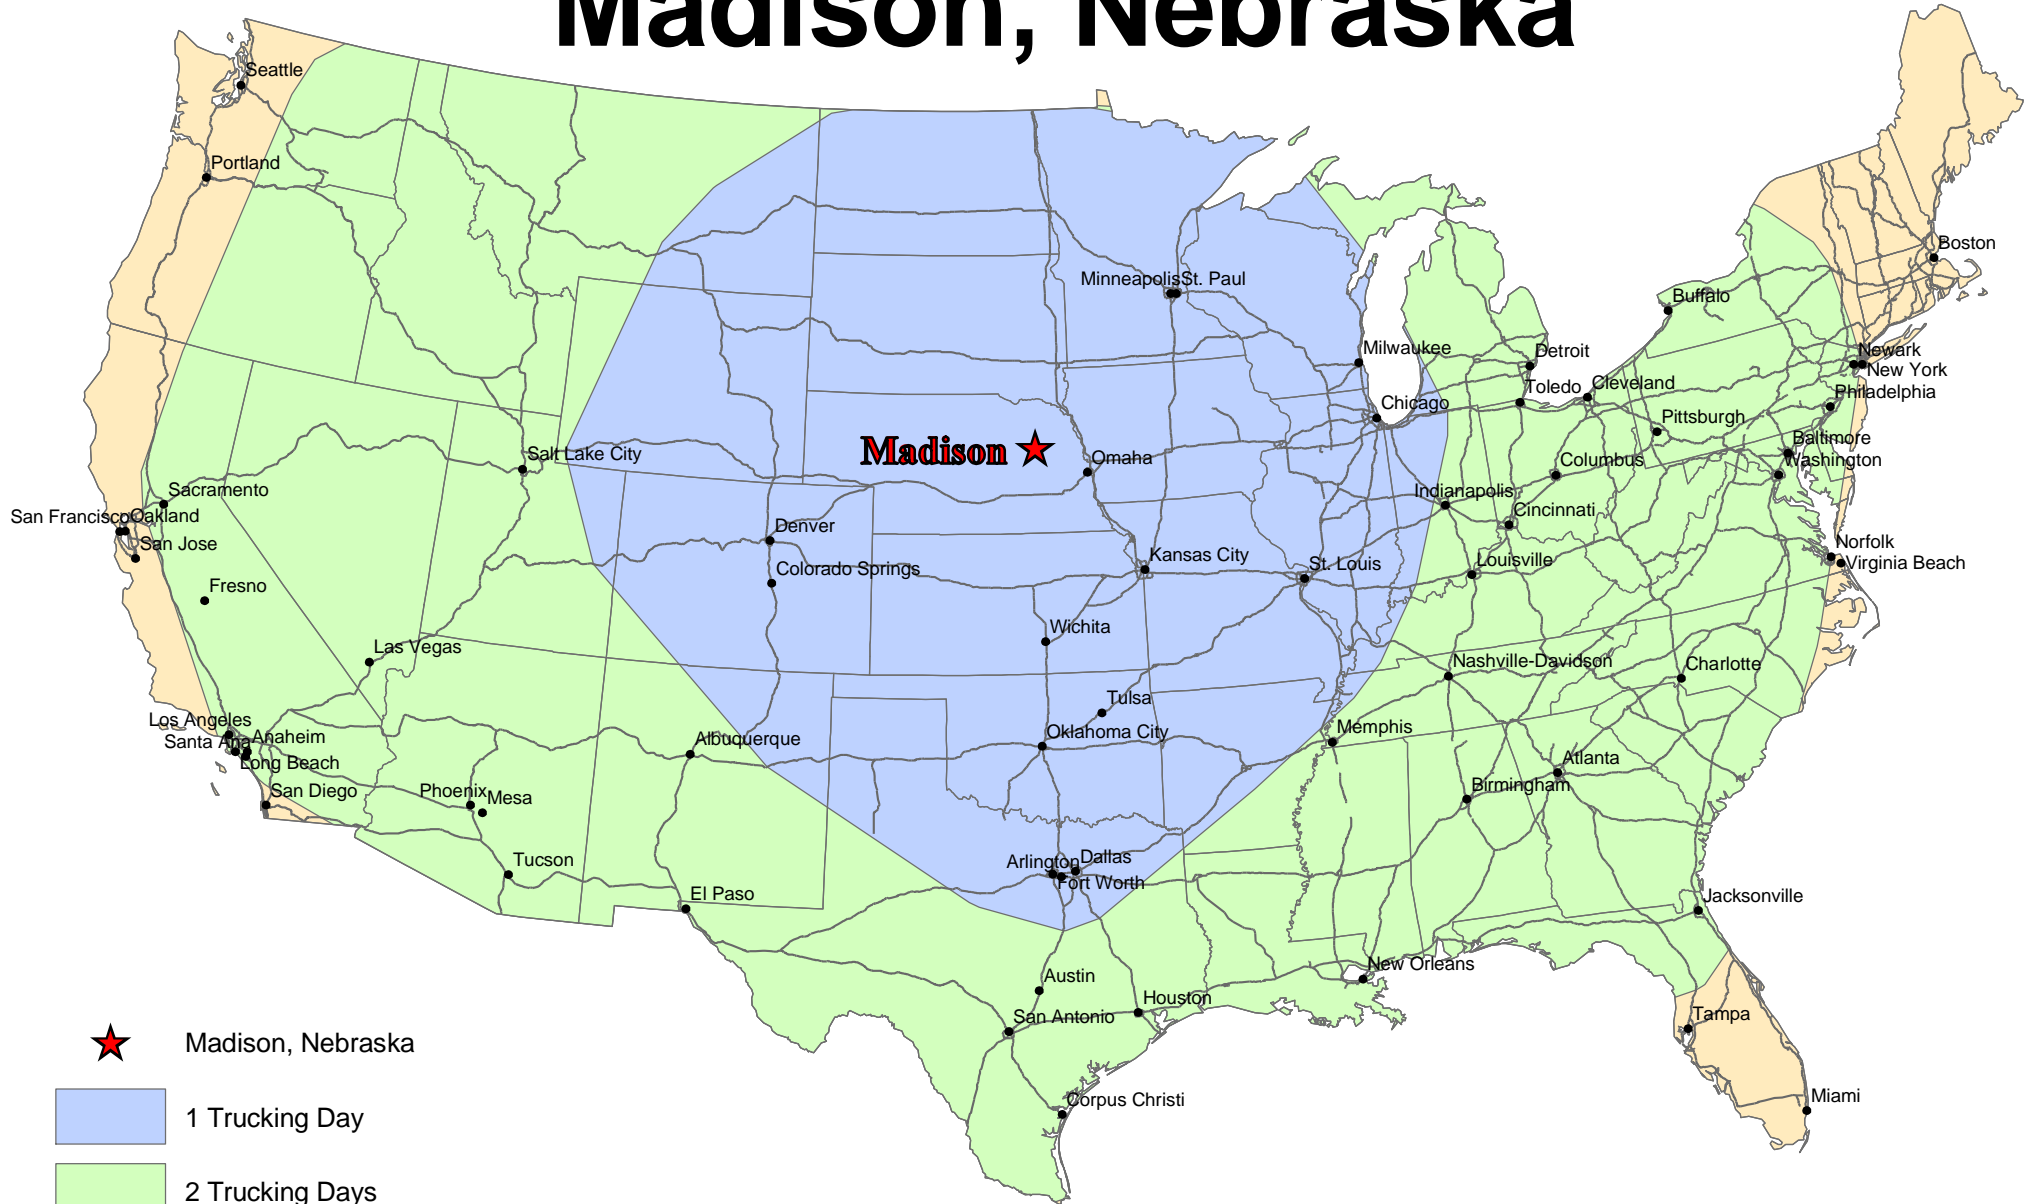 Madison, Nebraska
Seattle
Portland
Boston
Minneapolis
St. Paul
Buffalo
Milwaukee
Detroit
Newark
New York
Toledo
Cleveland
Philadelphia
Chicago
Pittsburgh
Madison
Omaha
Baltimore
Washington
Salt Lake City
Columbus
Sacramento
Indianapolis
Cincinnati
San Francisco
Oakland
Denver
San Jose
Norfolk
Kansas City
St. Louis
Louisville
Virginia Beach
Colorado Springs
Fresno
Wichita
Las Vegas
Nashville-Davidson
Charlotte
Tulsa
Los Angeles
Memphis
Oklahoma City
Santa Ana
Anaheim
Albuquerque
Long Beach
Atlanta
San Diego
Phoenix
Mesa
Birmingham
Tucson
Arlington
Dallas
Fort Worth
El Paso
Jacksonville
New Orleans
Austin
Houston
San Antonio
Tampa
Madison, Nebraska
Corpus Christi
Miami
1 Trucking Day
2 Trucking Days